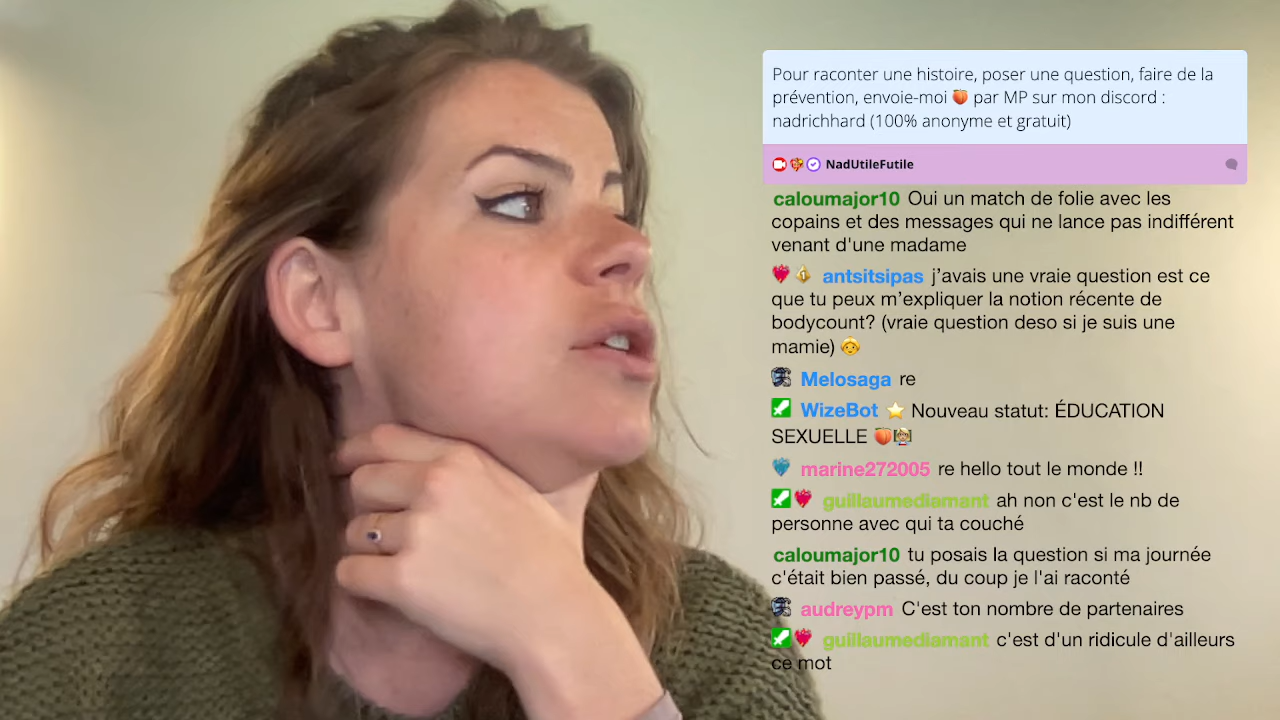 Pour raconter une histoire, poser une question, faire de la
prévention, envoie-moi 🍑 par MP sur mon discord :
nadrichhard (100% anonyme et gratuit)
NadUtileFutile
caloumajor10 Oui un match de folie avec les
copains et des messages qui ne lance pas indifférent
venant d'une madame
antsitsipas j’avais une vraie question est ce
que tu peux m’expliquer la notion récente de
bodycount? (vraie question deso si je suis une
mamie) 👵
Melosaga re
WizeBot ⭐ Nouveau statut: ÉDUCATION
SEXUELLE 🍑
marine272005 re hello tout le monde !!
guillaumediamant ah non c'est le nb de
personne avec qui ta couché
caloumajor10 tu posais la question si ma journée
c'était bien passé, du coup je l'ai raconté
audreypm C'est ton nombre de partenaires
guillaumediamant c'est d'un ridicule d'ailleurs
ce mot